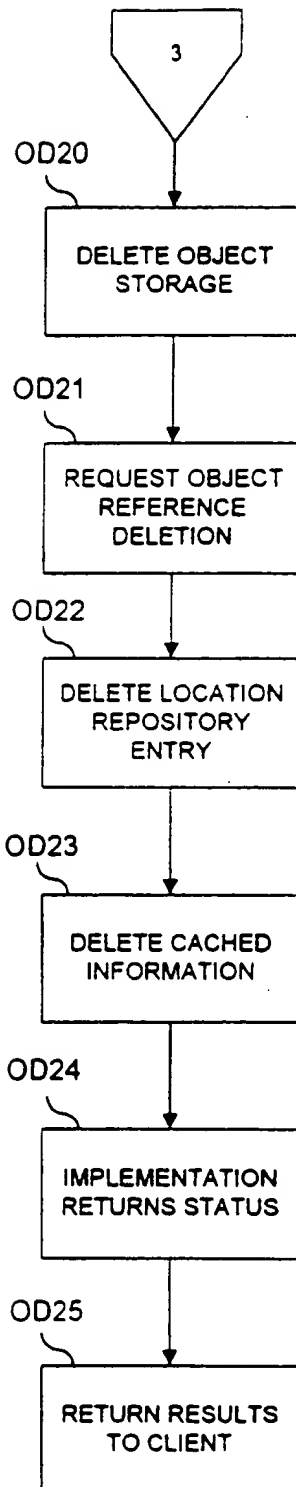 3
OD20
DELETE OBJECT
STORAGE
OD21
REQUEST OBJECT
REFERENCE
DELETION
OD22
DELETE LOCATION
REPOSITORY
ENTRY
OD23
DELETE CACHED
INFORMATION
OD24
IMPLEMENTATION
RETURNS STATUS
OD25
RETURN RESULTS
TO CLIENT